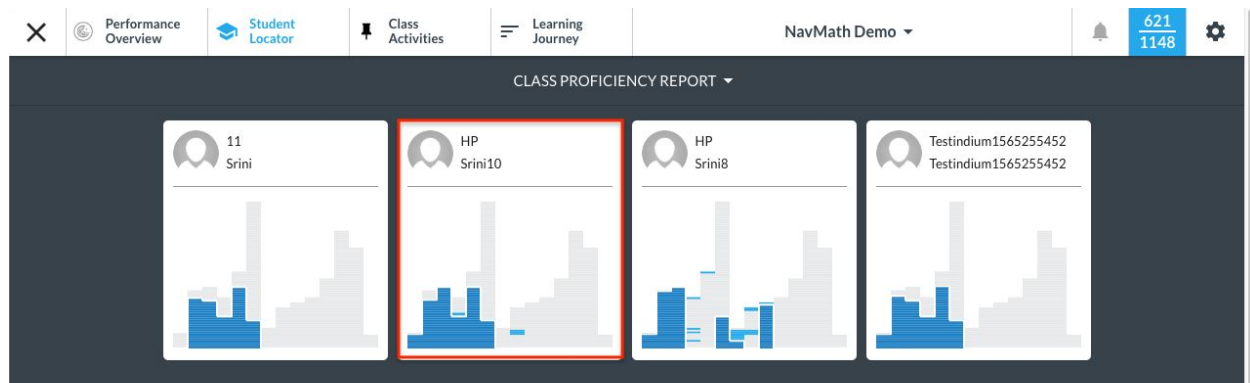 Performance
Overview
Student
Locator
Class
Activities
Learning
Journey
NavMath Demo
621
1148
CLASS PROFICIENCY REPORT
11
Srini
HP
Srini10
HP
Srini8
Testindium1565255452
Testindium1565255452